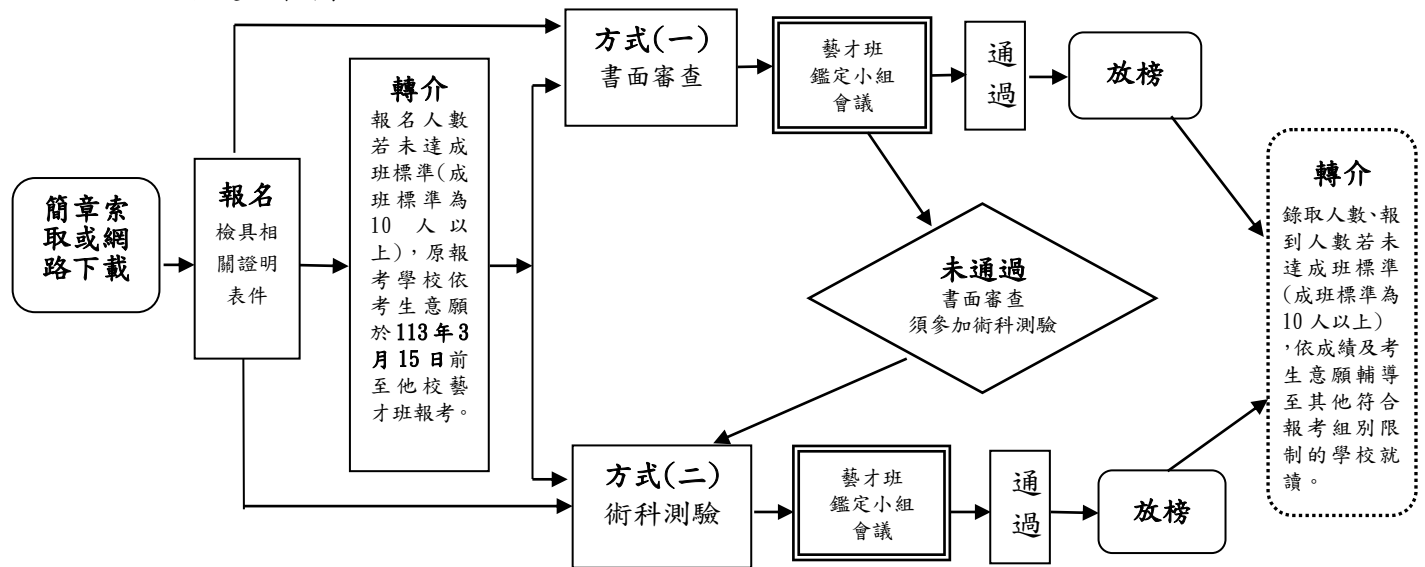 簡章索
取或網
路下載
報名
檢具相
關證明
表件
轉介
報名人數
若未達成
班標準(成
班標準為
10 人以
上),原報
考學校依
考生意願
於113年3
月15日前
至他校藝
才班報考。
方式(一)
書面審查
藝才班
鑑定小組
會議
通
過
放榜
未通過
書面審查
須參加術科測驗
方式(二)
術科測驗
藝才班
鑑定小組
會議
通
過
放榜
轉介
錄取人數、報
到人數若未
達成班標準
(成班標準為
10人以上)
,依成績及考
生意願輔導
至其他符合
報考組別限
制的學校就
讀。